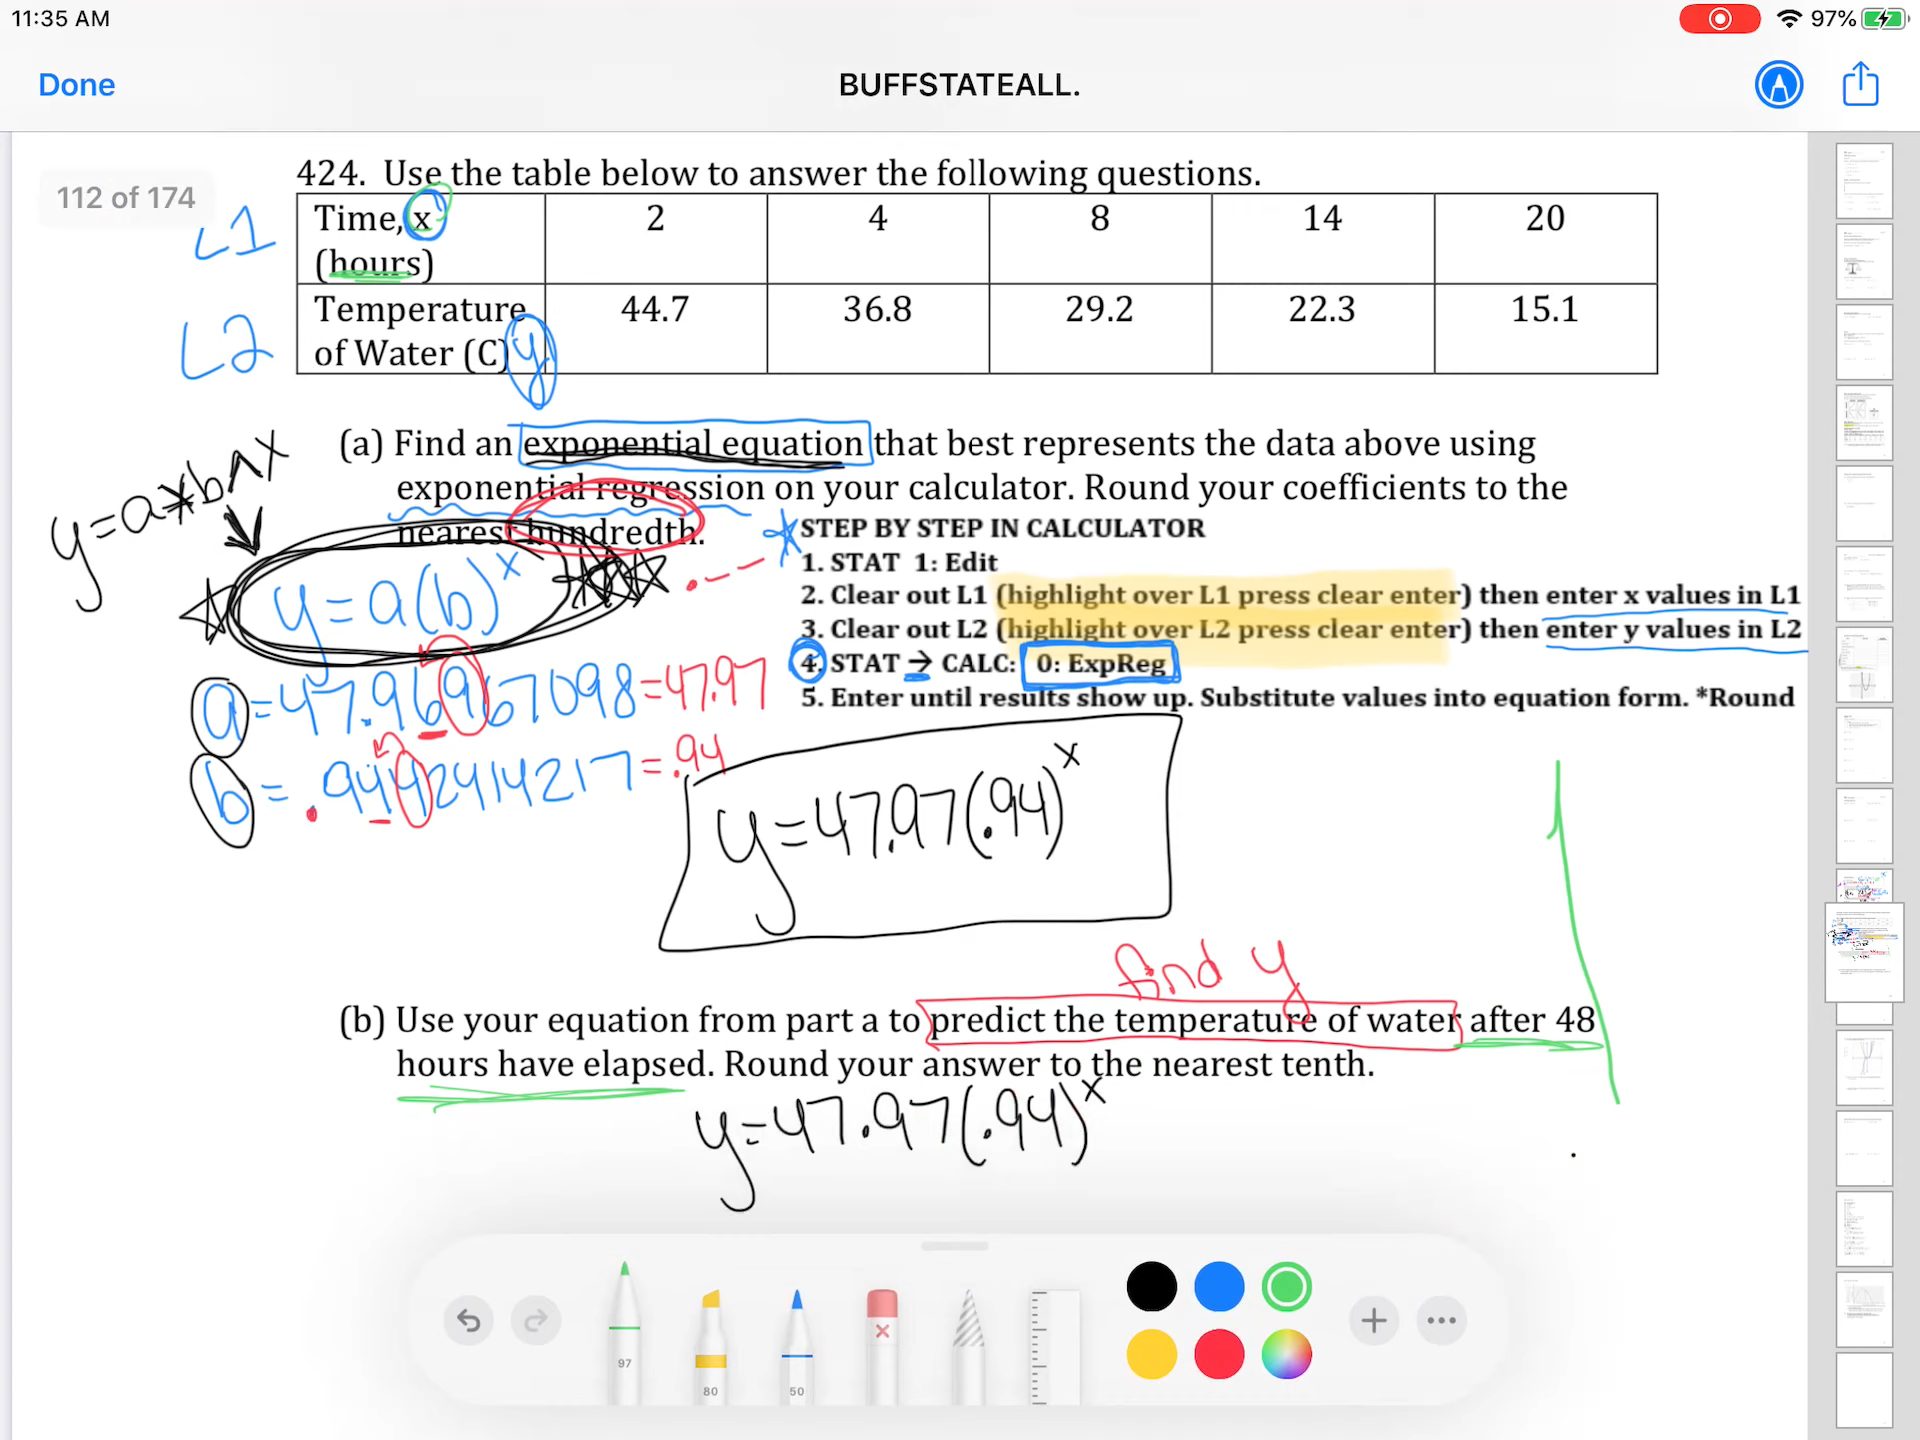 11:35 AM
97%
Done
BUFFSTATEALL.
112 of 174
424. Use the table below to answer the following questions.
L1
Time, x 2 4 8 14 20
(hours)
L2
Temperature 44.7 36.8 29.2 22.3 15.1
of Water (C) y
(a) Find an exponential equation that best represents the data above using
exponential regression on your calculator. Round your coefficients to the
nearest hundredth.
y=a*b^x
y=a(b)^x
*STEP BY STEP IN CALCULATOR
1. STAT 1: Edit
2. Clear out L1 (highlight over L1 press clear enter) then enter x values in L1
3. Clear out L2 (highlight over L2 press clear enter) then enter y values in L2
4. STAT → CALC: 0: ExpReg
5. Enter until results show up. Substitute values into equation form. *Round
a=47.96967098=47.97
b=.9442414217=.94
y=47.97(.94)^x
find y
(b) Use your equation from part a to predict the temperature of water after 48
hours have elapsed. Round your answer to the nearest tenth.
y=47.97(.94)^x
97
80
50